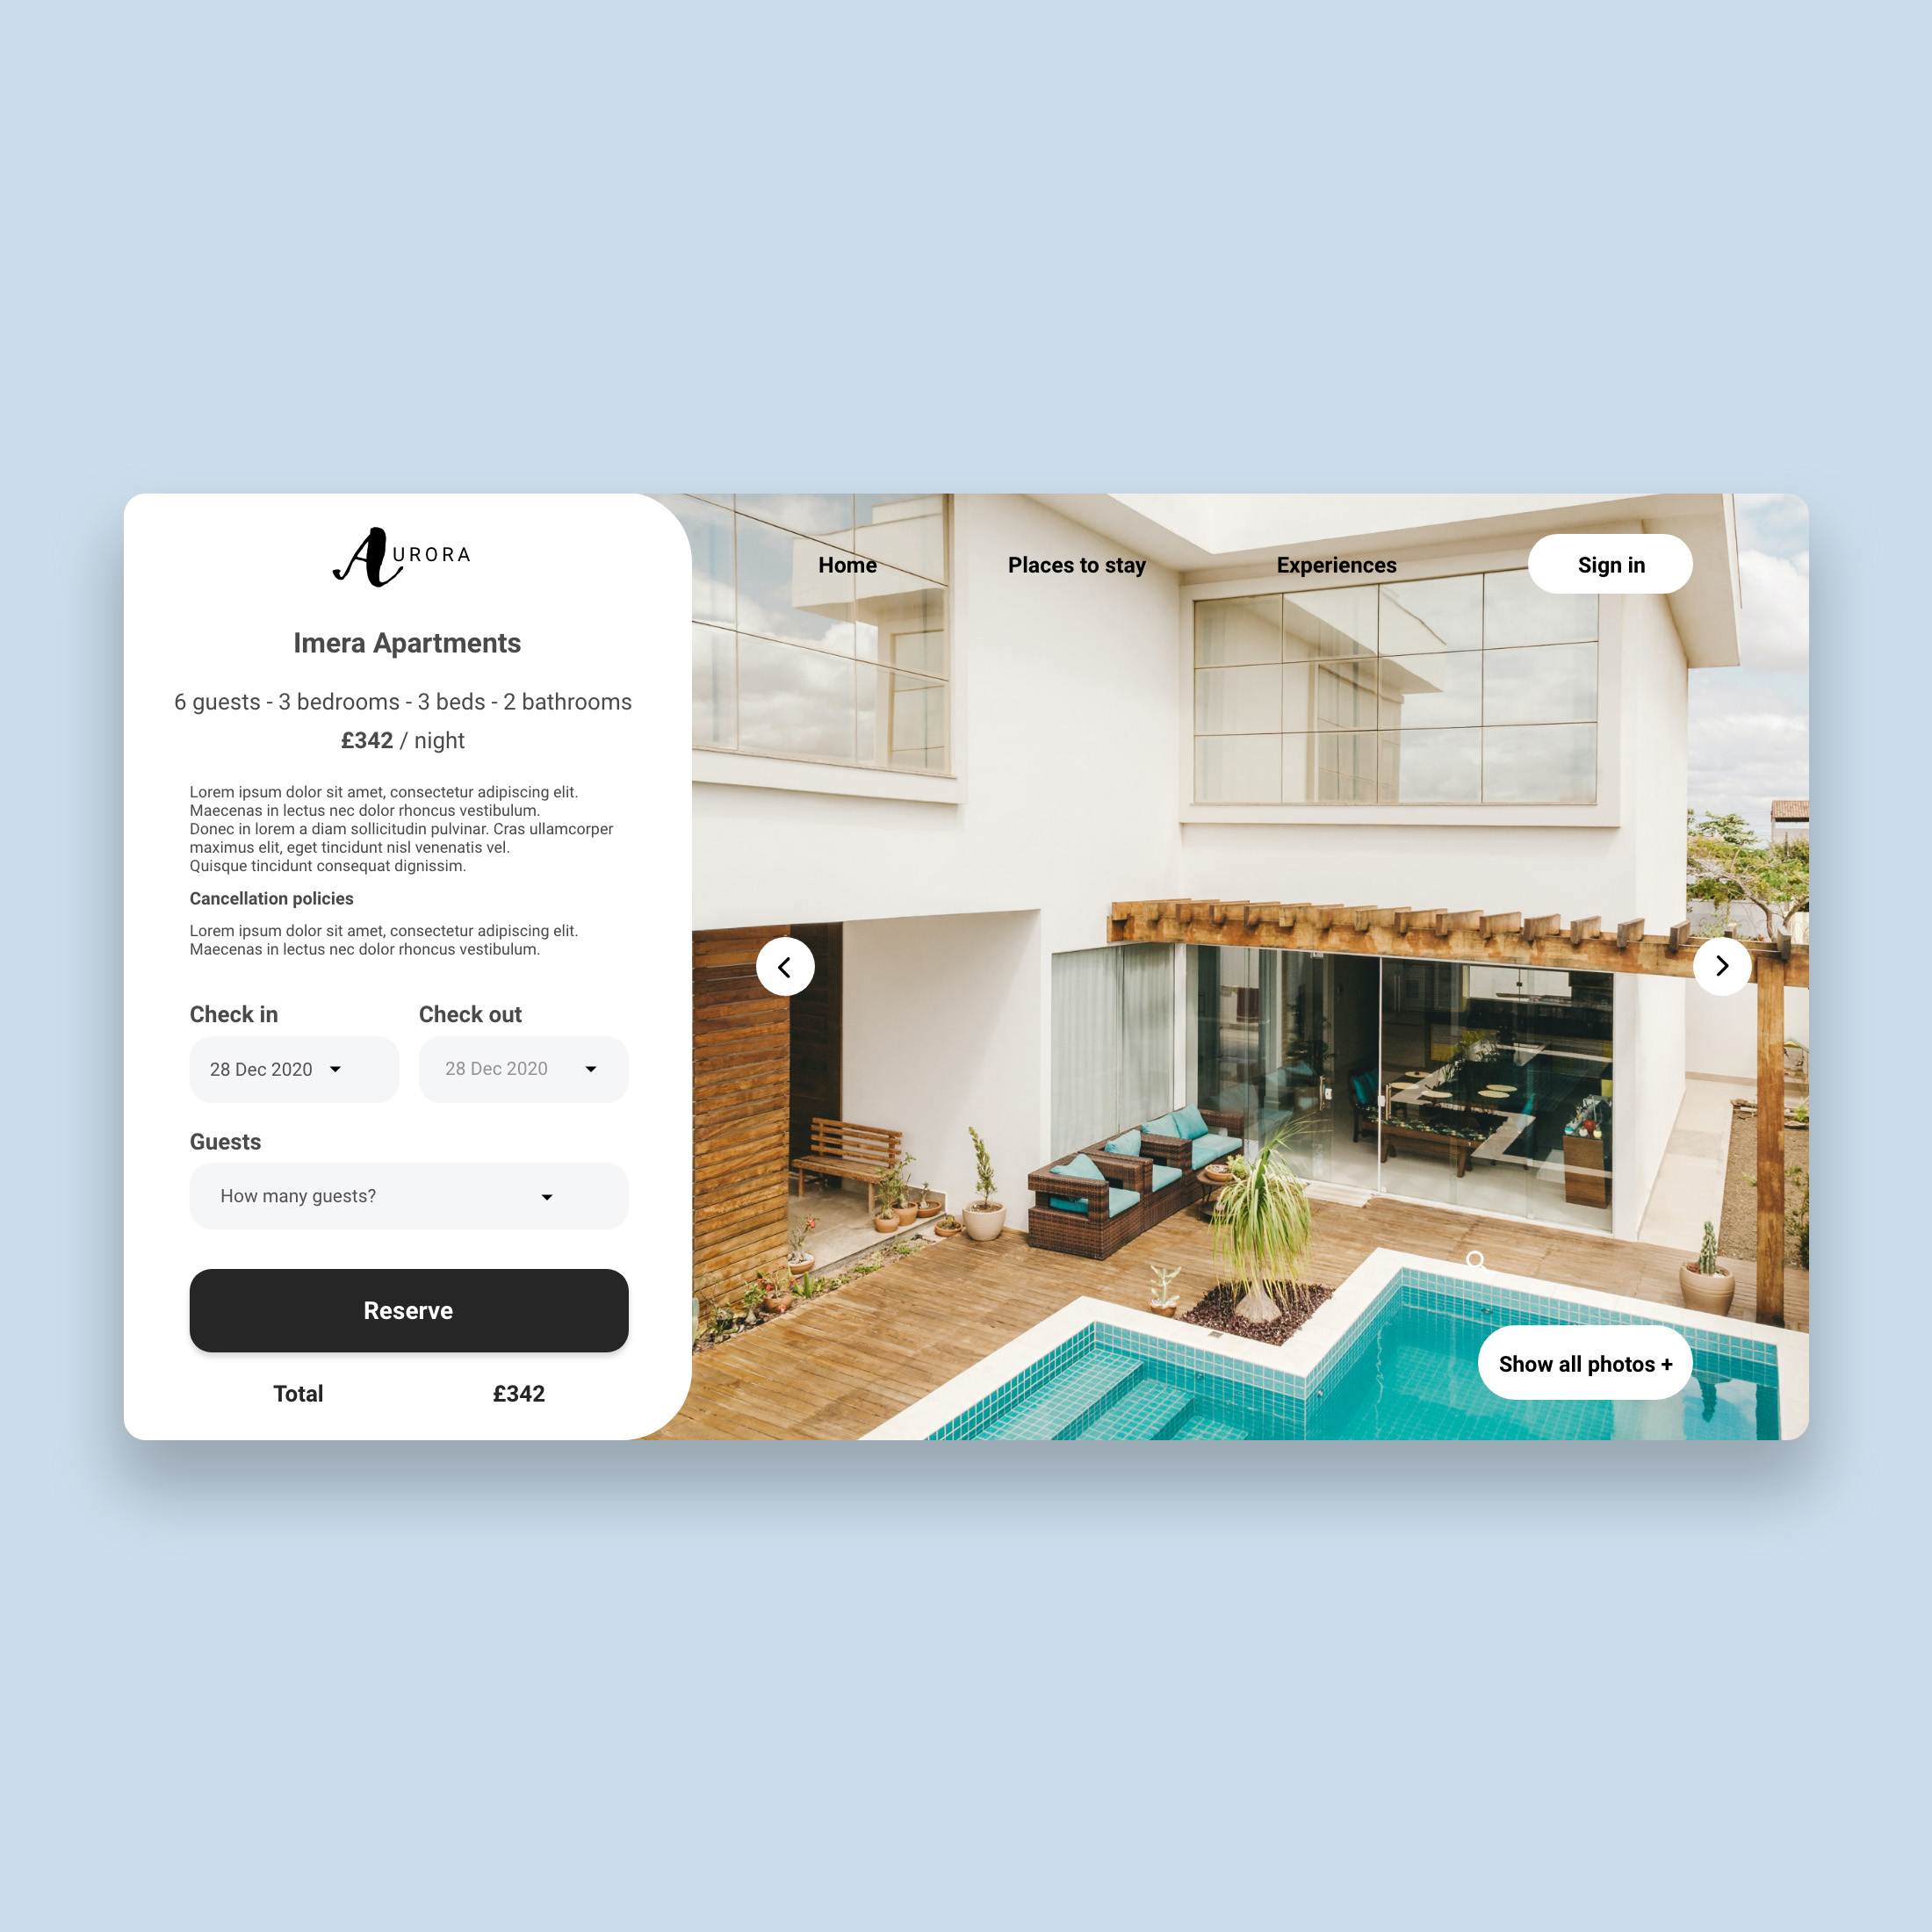 AURORA
Home
Places to stay
Experiences
Sign in
Imera Apartments
6 guests - 3 bedrooms - 3 beds - 2 bathrooms
£342 / night
Lorem ipsum dolor sit amet, consectetur adipiscing elit.
Maecenas in lectus nec dolor rhoncus vestibulum.
Donec in lorem a diam sollicitudin pulvinar. Cras ullamcorper
maximus elit, eget tincidunt nisl venenatis vel.
Quisque tincidunt consequat dignissim.
Cancellation policies
Lorem ipsum dolor sit amet, consectetur adipiscing elit.
Maecenas in lectus nec dolor rhoncus vestibulum.
Check in
Check out
28 Dec 2020
28 Dec 2020
Guests
How many guests?
Reserve
Total £342
Show all photos +